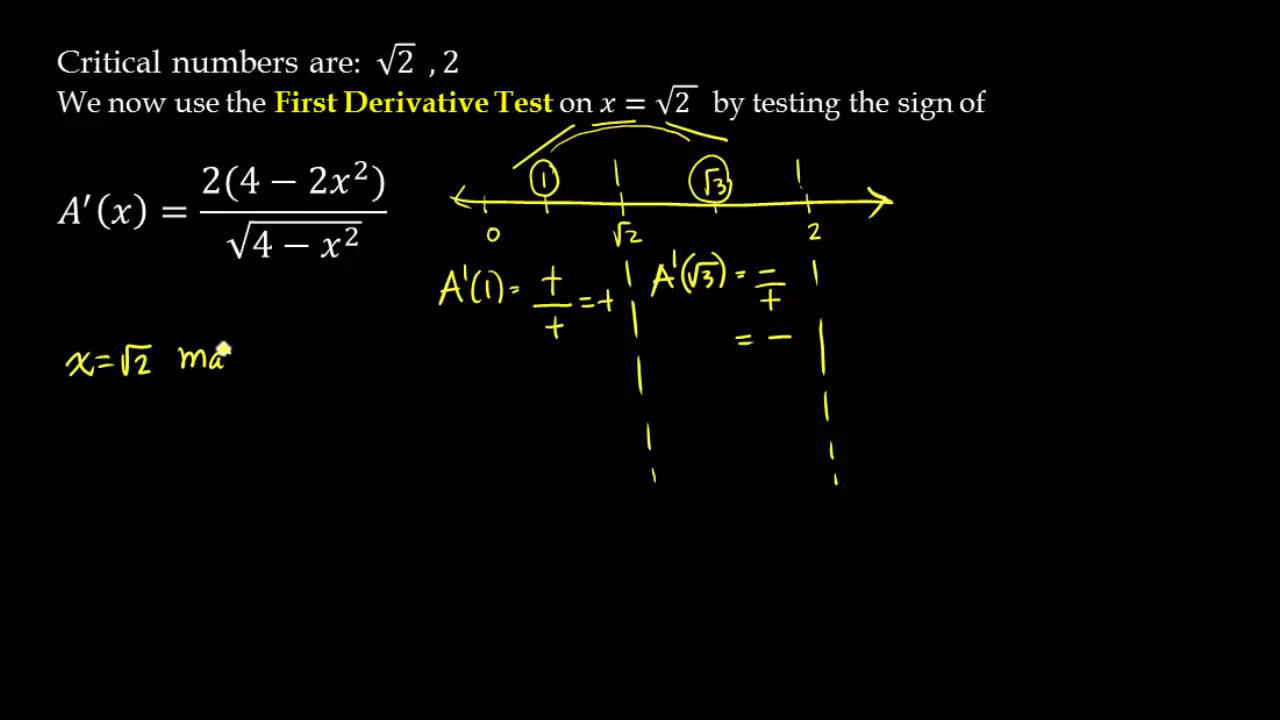 Critical numbers are: √2 , 2
We now use the First Derivative Test on x = √2 by testing the sign of
A′(x) = 2(4 − 2x²) / √(4 − x²)
1 √3
0 √2 2
A'(1) = + / + = +
A'(√3) = − / +
= −
x = √2 ma